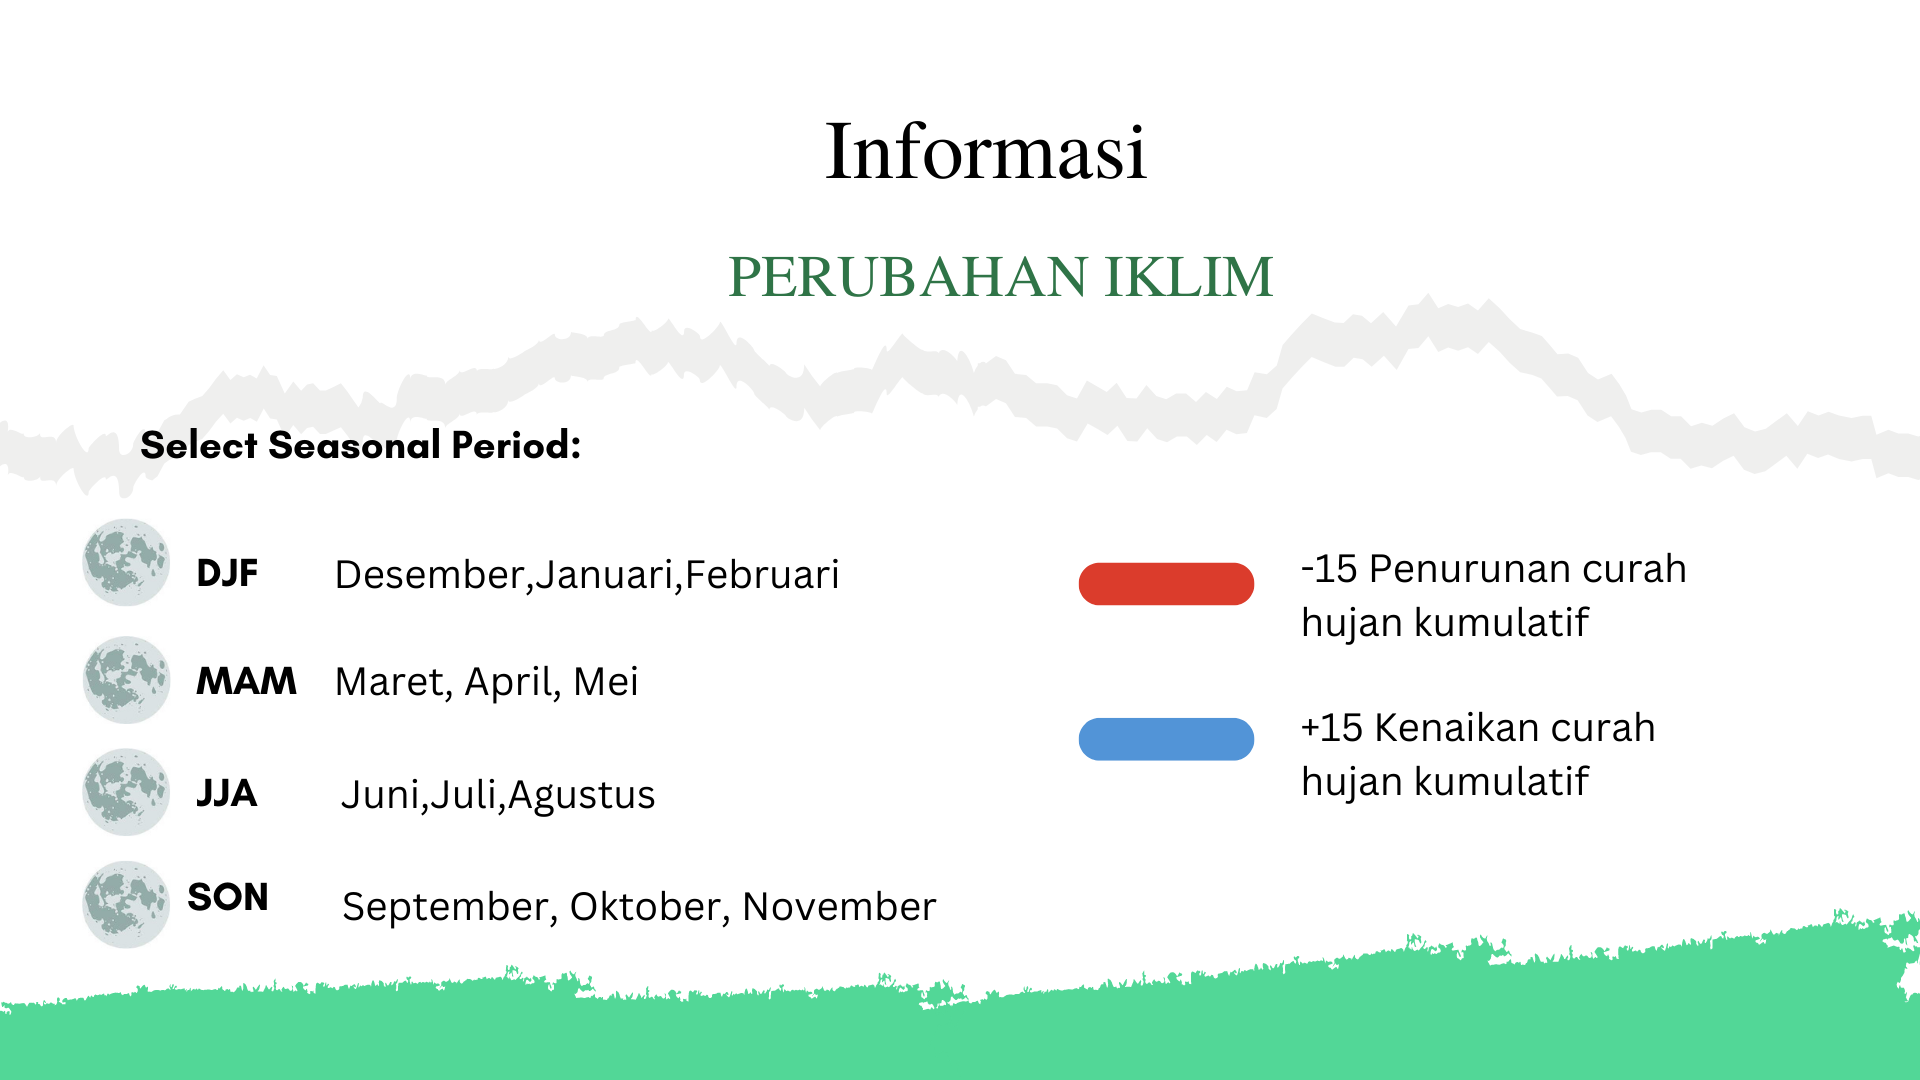 Informasi
PERUBAHAN IKLIM
Select Seasonal Period:
DJF Desember,Januari,Februari
MAM Maret, April, Mei
JJA Juni,Juli,Agustus
SON September, Oktober, November
-15 Penurunan curah
hujan kumulatif
+15 Kenaikan curah
hujan kumulatif